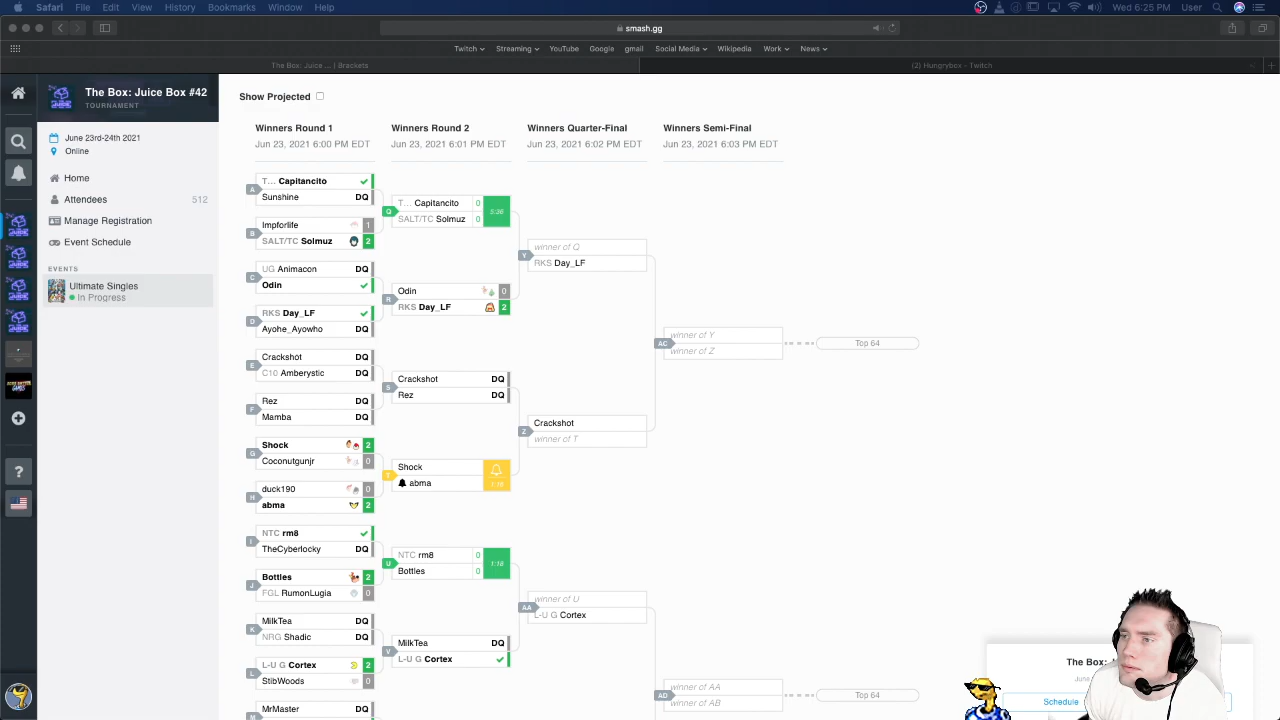 Safari File Edit View History Bookmarks Window Help
Wed 6:25 PM User
smash.gg
Twitch Streaming YouTube Google gmail Social Media Wikipedia Work News
The Box: Juice ... | Brackets
(2) Hungrybox - Twitch
The Box: Juice Box #42
TOURNAMENT
June 23rd-24th 2021
Online
Home
Attendees 512
Manage Registration
Event Schedule
EVENTS
Ultimate Singles
In Progress
?
Show Projected
Winners Round 1
Jun 23, 2021 6:00 PM EDT
Winners Round 2
Jun 23, 2021 6:01 PM EDT
Winners Quarter-Final
Jun 23, 2021 6:02 PM EDT
Winners Semi-Final
Jun 23, 2021 6:03 PM EDT
A
T... Capitancito
Sunshine DQ
B
Impforlife 1
SALT/TC Solmuz 2
C
UG Animacon DQ
Odin
D
RKS Day_LF
Ayohe_Ayowho DQ
E
Crackshot DQ
C10 Amberystic DQ
F
Rez DQ
Mamba DQ
G
Shock 2
Coconutgunjr 0
H
duck190 0
abma 2
I
NTC rm8
TheCyberlocky DQ
J
Bottles 2
FGL RumonLugia 0
K
MilkTea DQ
NRG Shadic DQ
L
L-U G Cortex 2
StibWoods 0
M
MrMaster DQ
Q
T... Capitancito 0
SALT/TC Solmuz 0
5:36
R
Odin 0
RKS Day_LF 2
S
Crackshot DQ
Rez DQ
T
Shock
abma
U
NTC rm8 0
Bottles 0
1:18
V
MilkTea DQ
L-U G Cortex
Y
winner of Q
RKS Day_LF
Z
Crackshot
winner of T
AA
winner of U
L-U G Cortex
AC
winner of Y
winner of Z
Top 64
AD
winner of AA
winner of AB
Top 64
The Box:
June
Schedule